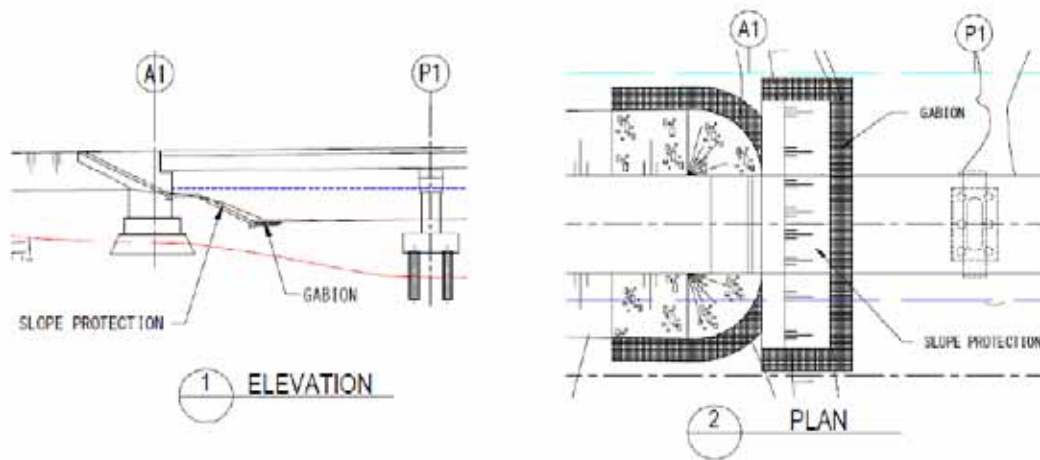 A1
P1
SLOPE PROTECTION
GABION
1 ELEVATION
A1
P1
GABION
SLOPE PROTECTION
2 PLAN